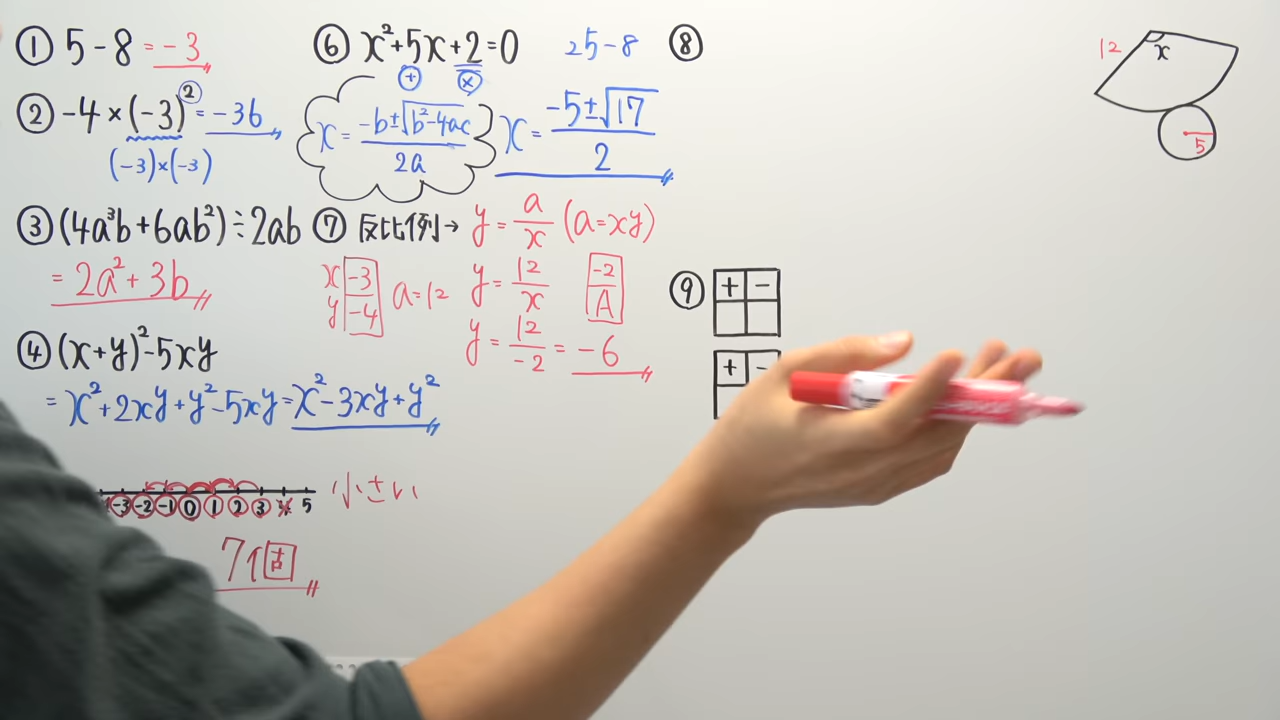 ① 5-8=-3
② -4×(-3)²=-36
(-3)×(-3)
③ (4a³b+6ab²)÷2ab
=2a²+3b
④ (x+y)²-5xy
=x²+2xy+y²-5xy=x²-3xy+y²
-3 -2 -1 0 1 2 3 4 5 小さい
7個
⑥ x²+5x+2=0 25-8
+ ×
x=(-b±√(b²-4ac))/2a x=(-5±√17)/2
⑦ 反比例→ y=a/x (a=xy)
x -3 a=12 y=12/x -2
y -4 A
y=12/-2=-6
⑧
12 x
5
⑨ + -
+ -